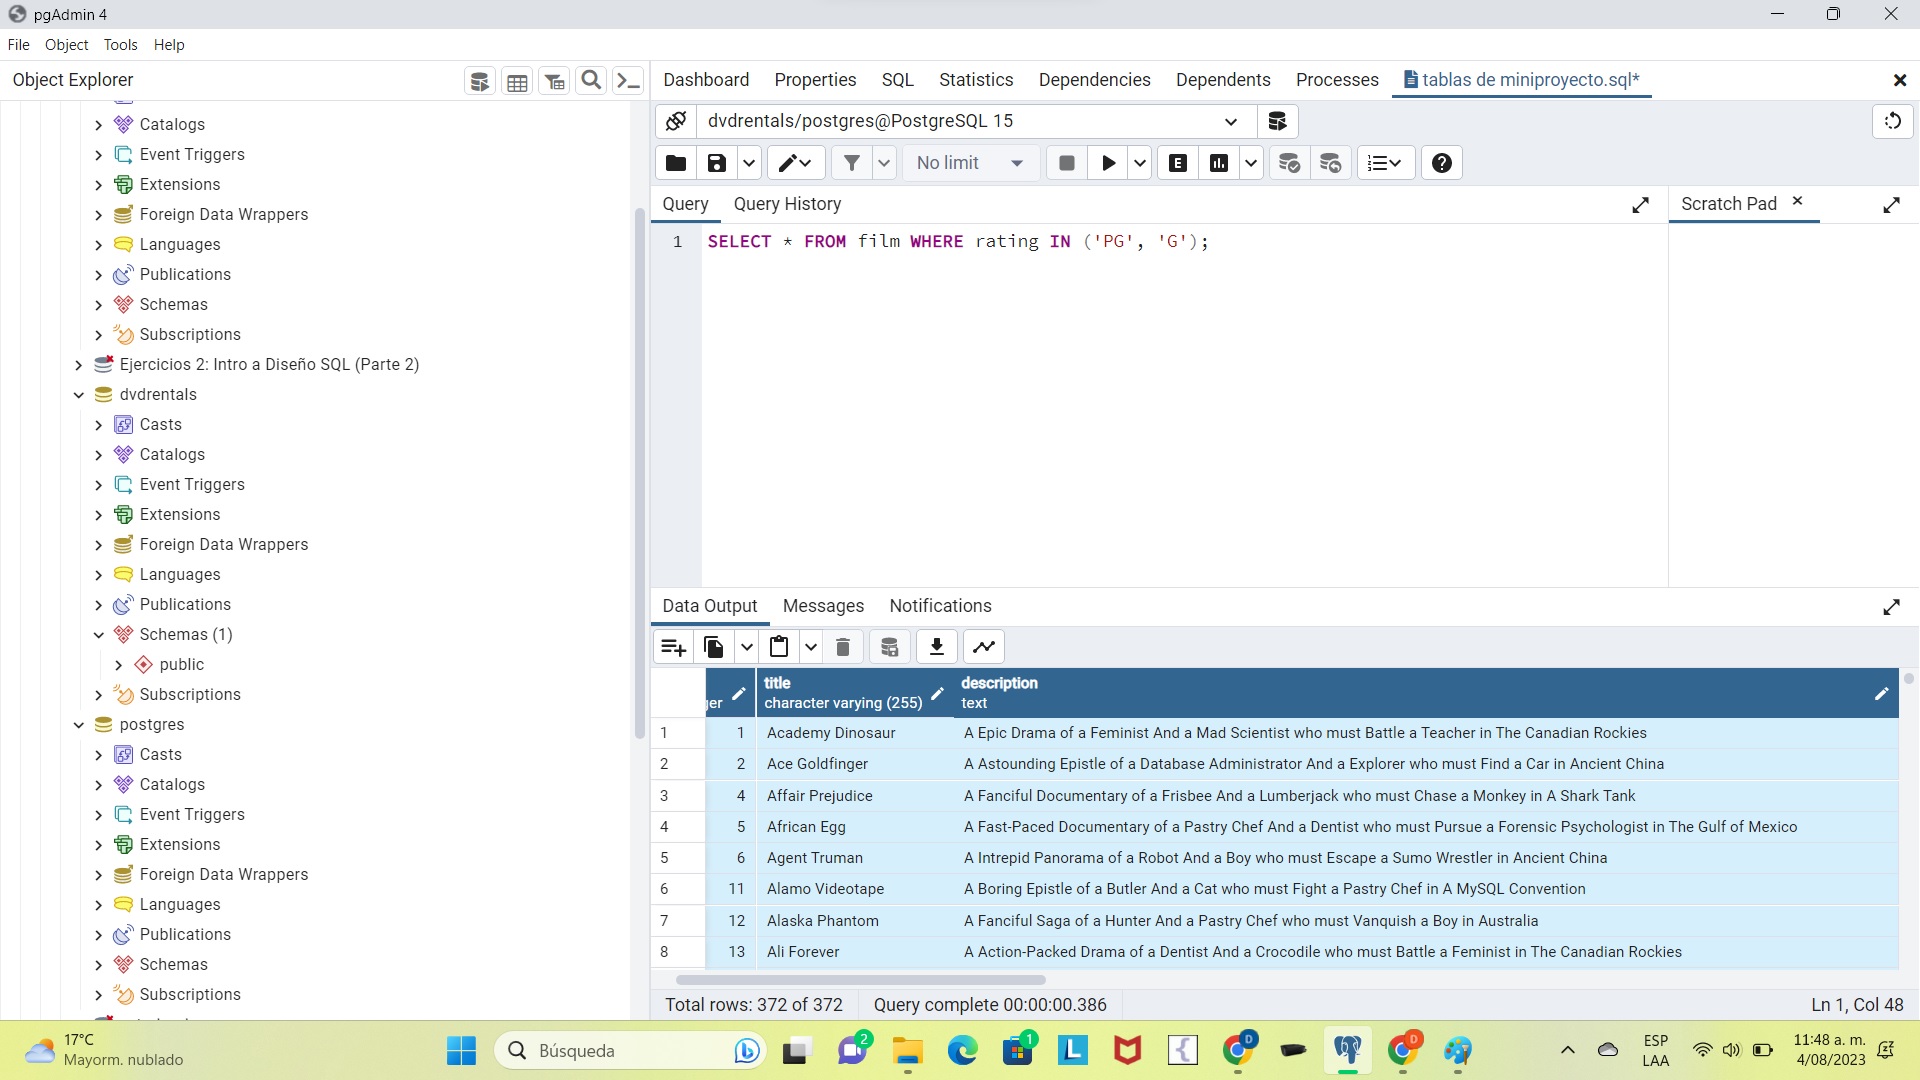 pgAdmin 4
File Object Tools Help
Object Explorer
Dashboard Properties SQL Statistics Dependencies Dependents Processes tablas de miniproyecto.sql*
dvdrentals/postgres@PostgreSQL 15
No limit
E
Query Query History
Scratch Pad
1 SELECT * FROM film WHERE rating IN ('PG', 'G');
Catalogs
Event Triggers
Extensions
Foreign Data Wrappers
Languages
Publications
Schemas
Subscriptions
Ejercicios 2: Intro a Diseño SQL (Parte 2)
dvdrentals
Casts
Catalogs
Event Triggers
Extensions
Foreign Data Wrappers
Languages
Publications
Schemas (1)
public
Subscriptions
postgres
Casts
Catalogs
Event Triggers
Extensions
Foreign Data Wrappers
Languages
Publications
Schemas
Subscriptions
Data Output Messages Notifications
title description
ger character varying (255) text
1 1 Academy Dinosaur A Epic Drama of a Feminist And a Mad Scientist who must Battle a Teacher in The Canadian Rockies
2 2 Ace Goldfinger A Astounding Epistle of a Database Administrator And a Explorer who must Find a Car in Ancient China
3 4 Affair Prejudice A Fanciful Documentary of a Frisbee And a Lumberjack who must Chase a Monkey in A Shark Tank
4 5 African Egg A Fast-Paced Documentary of a Pastry Chef And a Dentist who must Pursue a Forensic Psychologist in The Gulf of Mexico
5 6 Agent Truman A Intrepid Panorama of a Robot And a Boy who must Escape a Sumo Wrestler in Ancient China
6 11 Alamo Videotape A Boring Epistle of a Butler And a Cat who must Fight a Pastry Chef in A MySQL Convention
7 12 Alaska Phantom A Fanciful Saga of a Hunter And a Pastry Chef who must Vanquish a Boy in Australia
8 13 Ali Forever A Action-Packed Drama of a Dentist And a Crocodile who must Battle a Feminist in The Canadian Rockies
Total rows: 372 of 372 Query complete 00:00:00.386 Ln 1, Col 48
17°C
Mayorm. nublado
Búsqueda
2
1
L
D
D
ESP
LAA
11:48 a. m.
4/08/2023